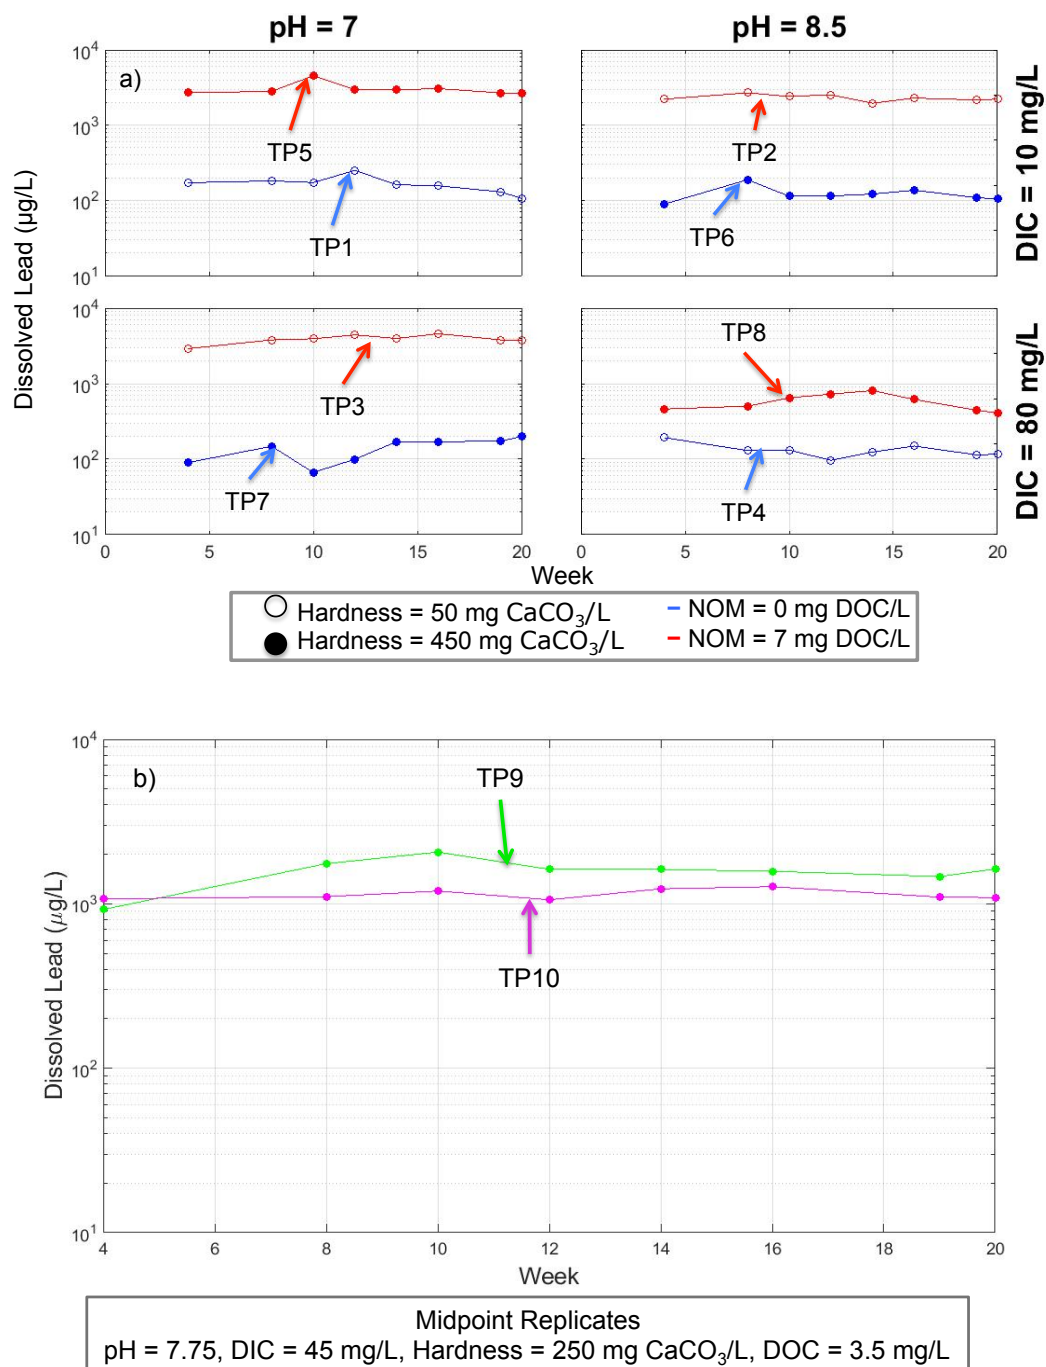 pH = 7
pH = 8.5
a)
10⁴
10³
10²
10¹
TP5
TP1
TP2
TP6
DIC = 10 mg/L
Dissolved Lead (µg/L)
10⁴
10³
10²
10¹
TP3
TP7
TP8
TP4
DIC = 80 mg/L
0 5 10 15 20
0 5 10 15 20
Week
Hardness = 50 mg CaCO₃/L
NOM = 0 mg DOC/L
Hardness = 450 mg CaCO₃/L
NOM = 7 mg DOC/L
b)
10⁴
10³
10²
10¹
TP9
TP10
Dissolved Lead (µg/L)
4 6 8 10 12 14 16 18 20
Week
Midpoint Replicates
pH = 7.75, DIC = 45 mg/L, Hardness = 250 mg CaCO₃/L, DOC = 3.5 mg/L